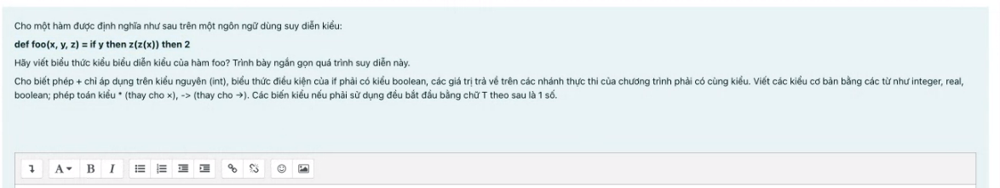 Cho một hàm được định nghĩa như sau trên một ngôn ngữ dùng suy diễn kiểu:
def foo(x, y, z) = if y then z(z(x)) then 2
Hãy viết biểu thức kiểu biểu diễn kiểu của hàm foo? Trình bày ngắn gọn quá trình suy diễn này.
Cho biết phép + chỉ áp dụng trên kiểu nguyên (int), biểu thức điều kiện của if phải có kiểu boolean, các giá trị trả về trên các nhánh thực thi của chương trình phải có cùng kiểu. Viết các kiểu cơ bản bằng các từ như integer, real,
boolean; phép toán kiểu * (thay cho ×), -> (thay cho →). Các biến kiểu nếu phải sử dụng đều bắt đầu bằng chữ T theo sau là 1 số.
A B I